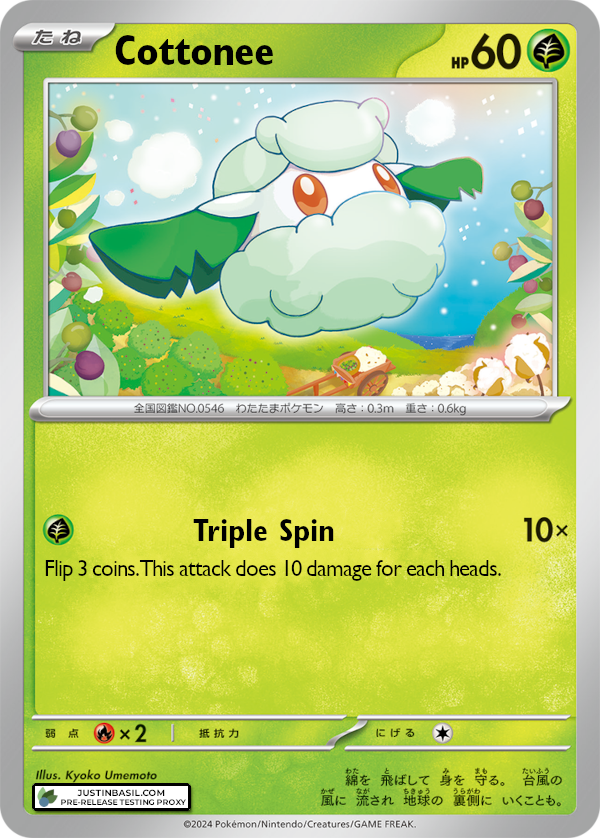 たね Cottonee HP60
全国図鑑NO.0546 わたたまポケモン 高さ:0.3m 重さ:0.6kg
Triple Spin 10×
Flip 3 coins. This attack does 10 damage for each heads.
弱点 ×2 抵抗力 にげる
Illus. Kyoko Umemoto
JUSTINBASIL.COM
PRE-RELEASE TESTING PROXY
綿を飛ばして身を守る。台風の
風に流され地球の裏側にいくことも。
©2024 Pokémon/Nintendo/Creatures/GAME FREAK.